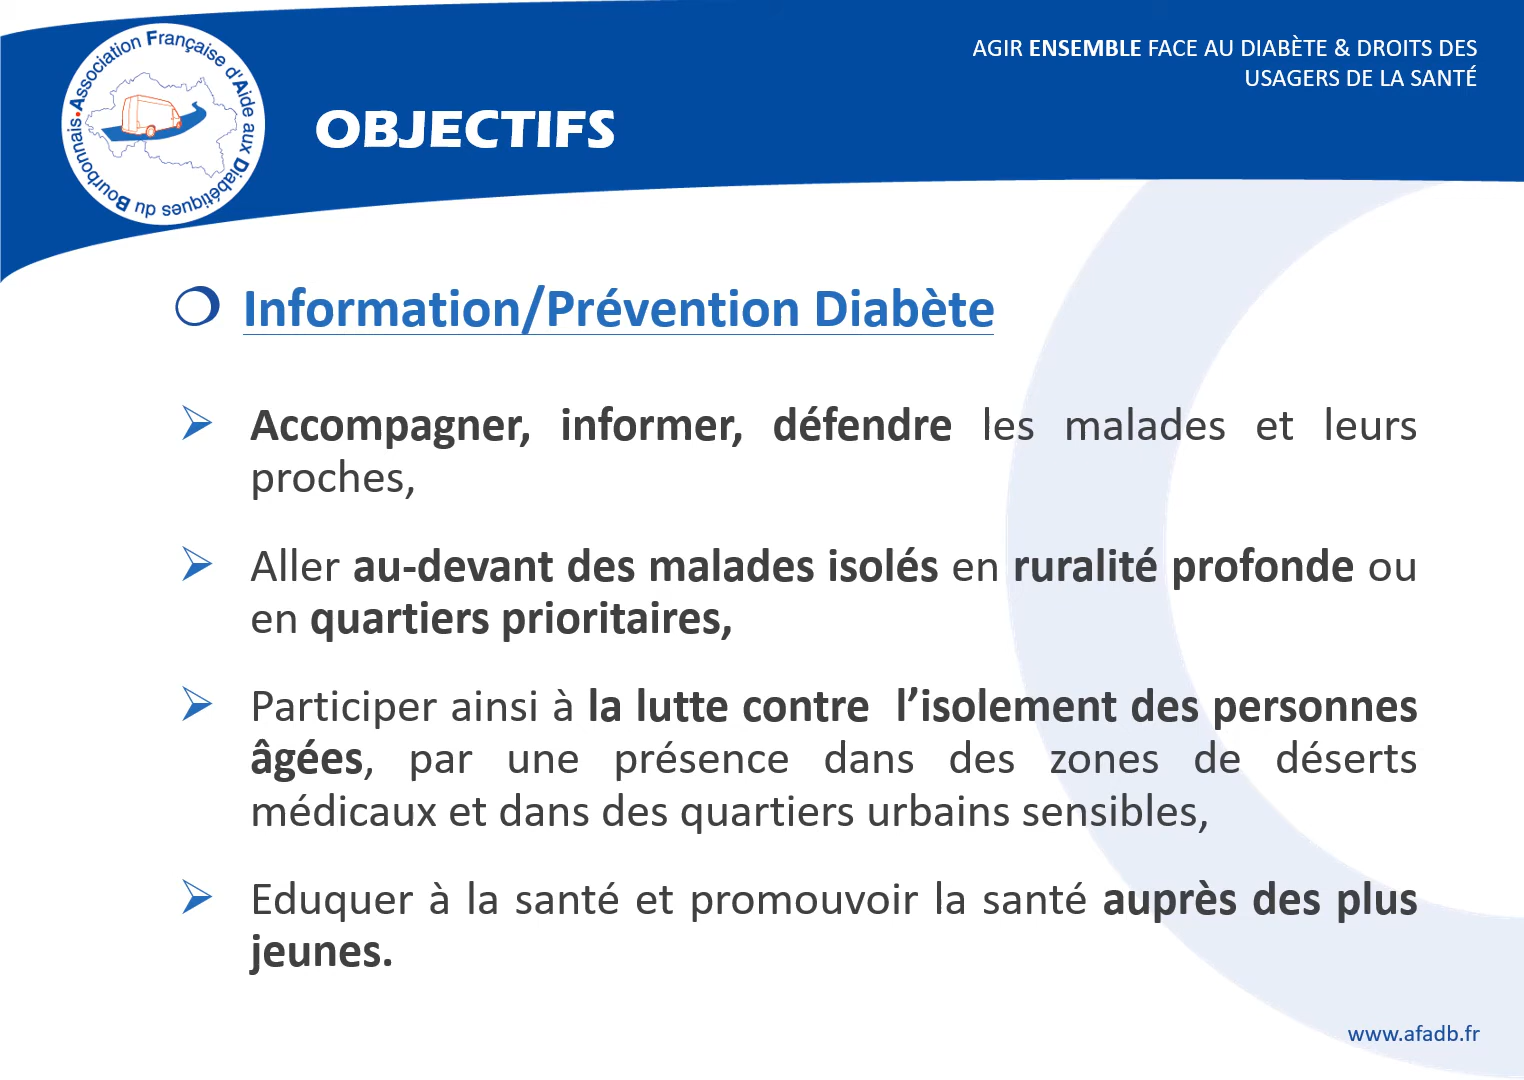 Association Française d'Aide aux Diabétiques du Bourbonnais•
AGIR ENSEMBLE FACE AU DIABÈTE & DROITS DES
USAGERS DE LA SANTÉ
OBJECTIFS
Information/Prévention Diabète
Accompagner, informer, défendre les malades et leurs
proches,
Aller au-devant des malades isolés en ruralité profonde ou
en quartiers prioritaires,
Participer ainsi à la lutte contre l’isolement des personnes
âgées, par une présence dans des zones de déserts
médicaux et dans des quartiers urbains sensibles,
Eduquer à la santé et promouvoir la santé auprès des plus
jeunes.
www.afadb.fr